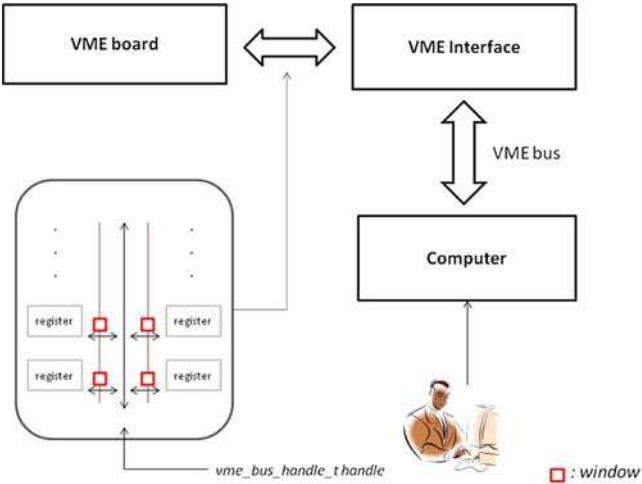 VME board
VME Interface
VME bus
Computer
register
register
register
register
vme_bus_handle_t handle
: window